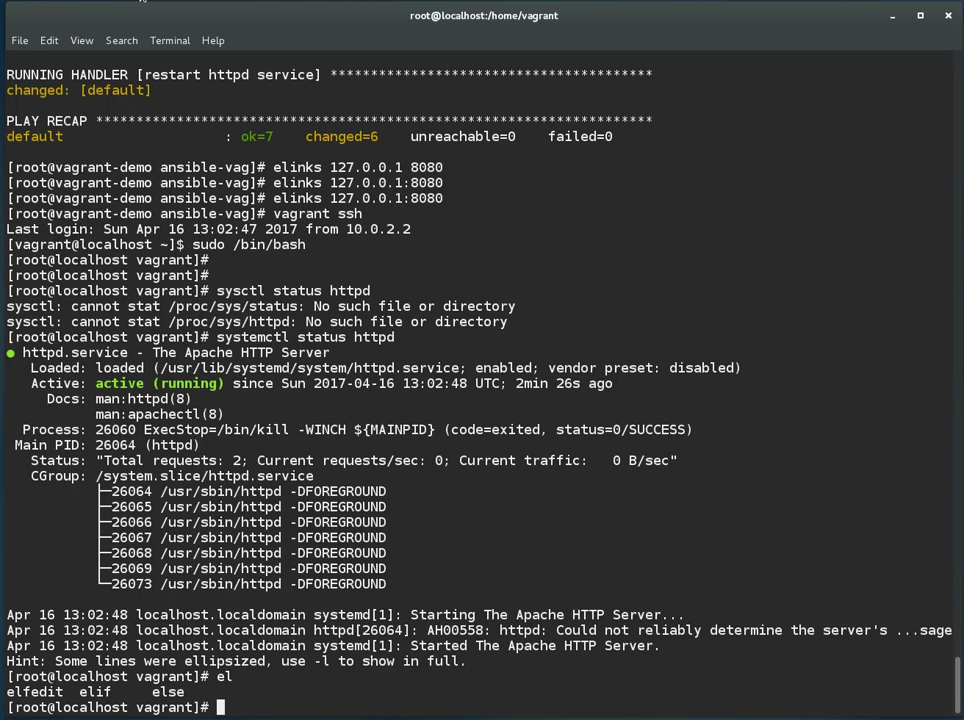 root@localhost:/home/vagrant
File Edit View Search Terminal Help
RUNNING HANDLER [restart httpd service] ****************************************
changed: [default]
PLAY RECAP *********************************************************************
default : ok=7 changed=6 unreachable=0 failed=0
[root@vagrant-demo ansible-vag]# elinks 127.0.0.1 8080
[root@vagrant-demo ansible-vag]# elinks 127.0.0.1:8080
[root@vagrant-demo ansible-vag]# elinks 127.0.0.1:8080
[root@vagrant-demo ansible-vag]# vagrant ssh
Last login: Sun Apr 16 13:02:47 2017 from 10.0.2.2
[vagrant@localhost ~]$ sudo /bin/bash
[root@localhost vagrant]#
[root@localhost vagrant]#
[root@localhost vagrant]# sysctl status httpd
sysctl: cannot stat /proc/sys/status: No such file or directory
sysctl: cannot stat /proc/sys/httpd: No such file or directory
[root@localhost vagrant]# systemctl status httpd
● httpd.service - The Apache HTTP Server
Loaded: loaded (/usr/lib/systemd/system/httpd.service; enabled; vendor preset: disabled)
Active: active (running) since Sun 2017-04-16 13:02:48 UTC; 2min 26s ago
Docs: man:httpd(8)
man:apachectl(8)
Process: 26060 ExecStop=/bin/kill -WINCH ${MAINPID} (code=exited, status=0/SUCCESS)
Main PID: 26064 (httpd)
Status: "Total requests: 2; Current requests/sec: 0; Current traffic:   0 B/sec"
CGroup: /system.slice/httpd.service
├─26064 /usr/sbin/httpd -DFOREGROUND
├─26065 /usr/sbin/httpd -DFOREGROUND
├─26066 /usr/sbin/httpd -DFOREGROUND
├─26067 /usr/sbin/httpd -DFOREGROUND
├─26068 /usr/sbin/httpd -DFOREGROUND
├─26069 /usr/sbin/httpd -DFOREGROUND
└─26073 /usr/sbin/httpd -DFOREGROUND
Apr 16 13:02:48 localhost.localdomain systemd[1]: Starting The Apache HTTP Server...
Apr 16 13:02:48 localhost.localdomain httpd[26064]: AH00558: httpd: Could not reliably determine the server's ...sage
Apr 16 13:02:48 localhost.localdomain systemd[1]: Started The Apache HTTP Server.
Hint: Some lines were ellipsized, use -l to show in full.
[root@localhost vagrant]# el
elfedit elif else
[root@localhost vagrant]#